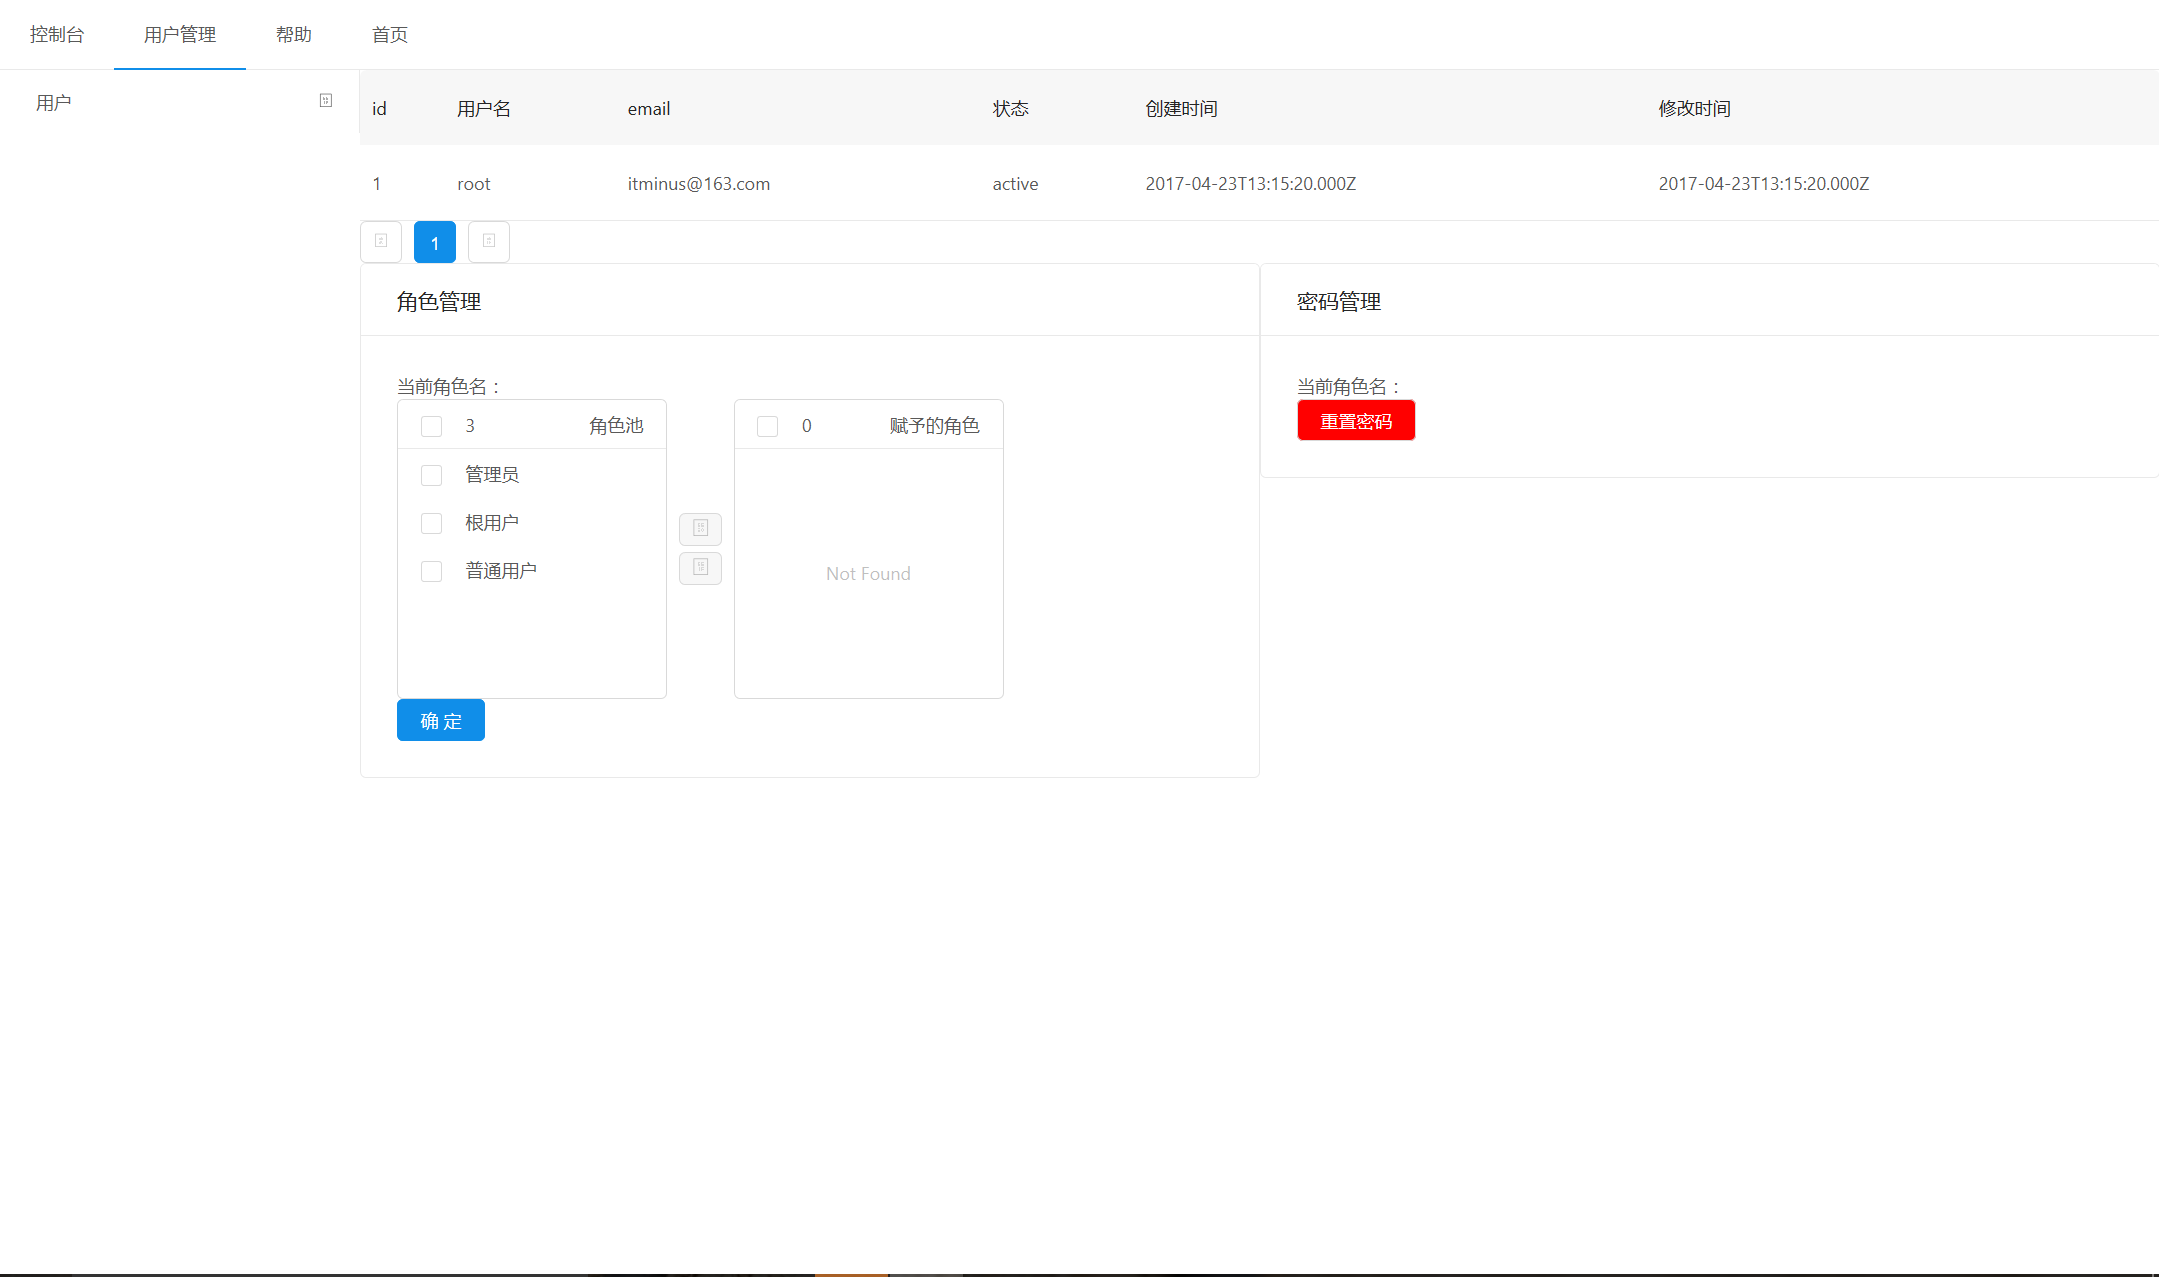 控制台 用户管理 帮助 首页
用户
id 用户名 email 状态 创建时间 修改时间
1 root itminus@163.com active 2017-04-23T13:15:20.000Z 2017-04-23T13:15:20.000Z
1
角色管理
当前角色名：
3 角色池
管理员
根用户
普通用户
0 赋予的角色
Not Found
确 定
密码管理
当前角色名：
重置密码